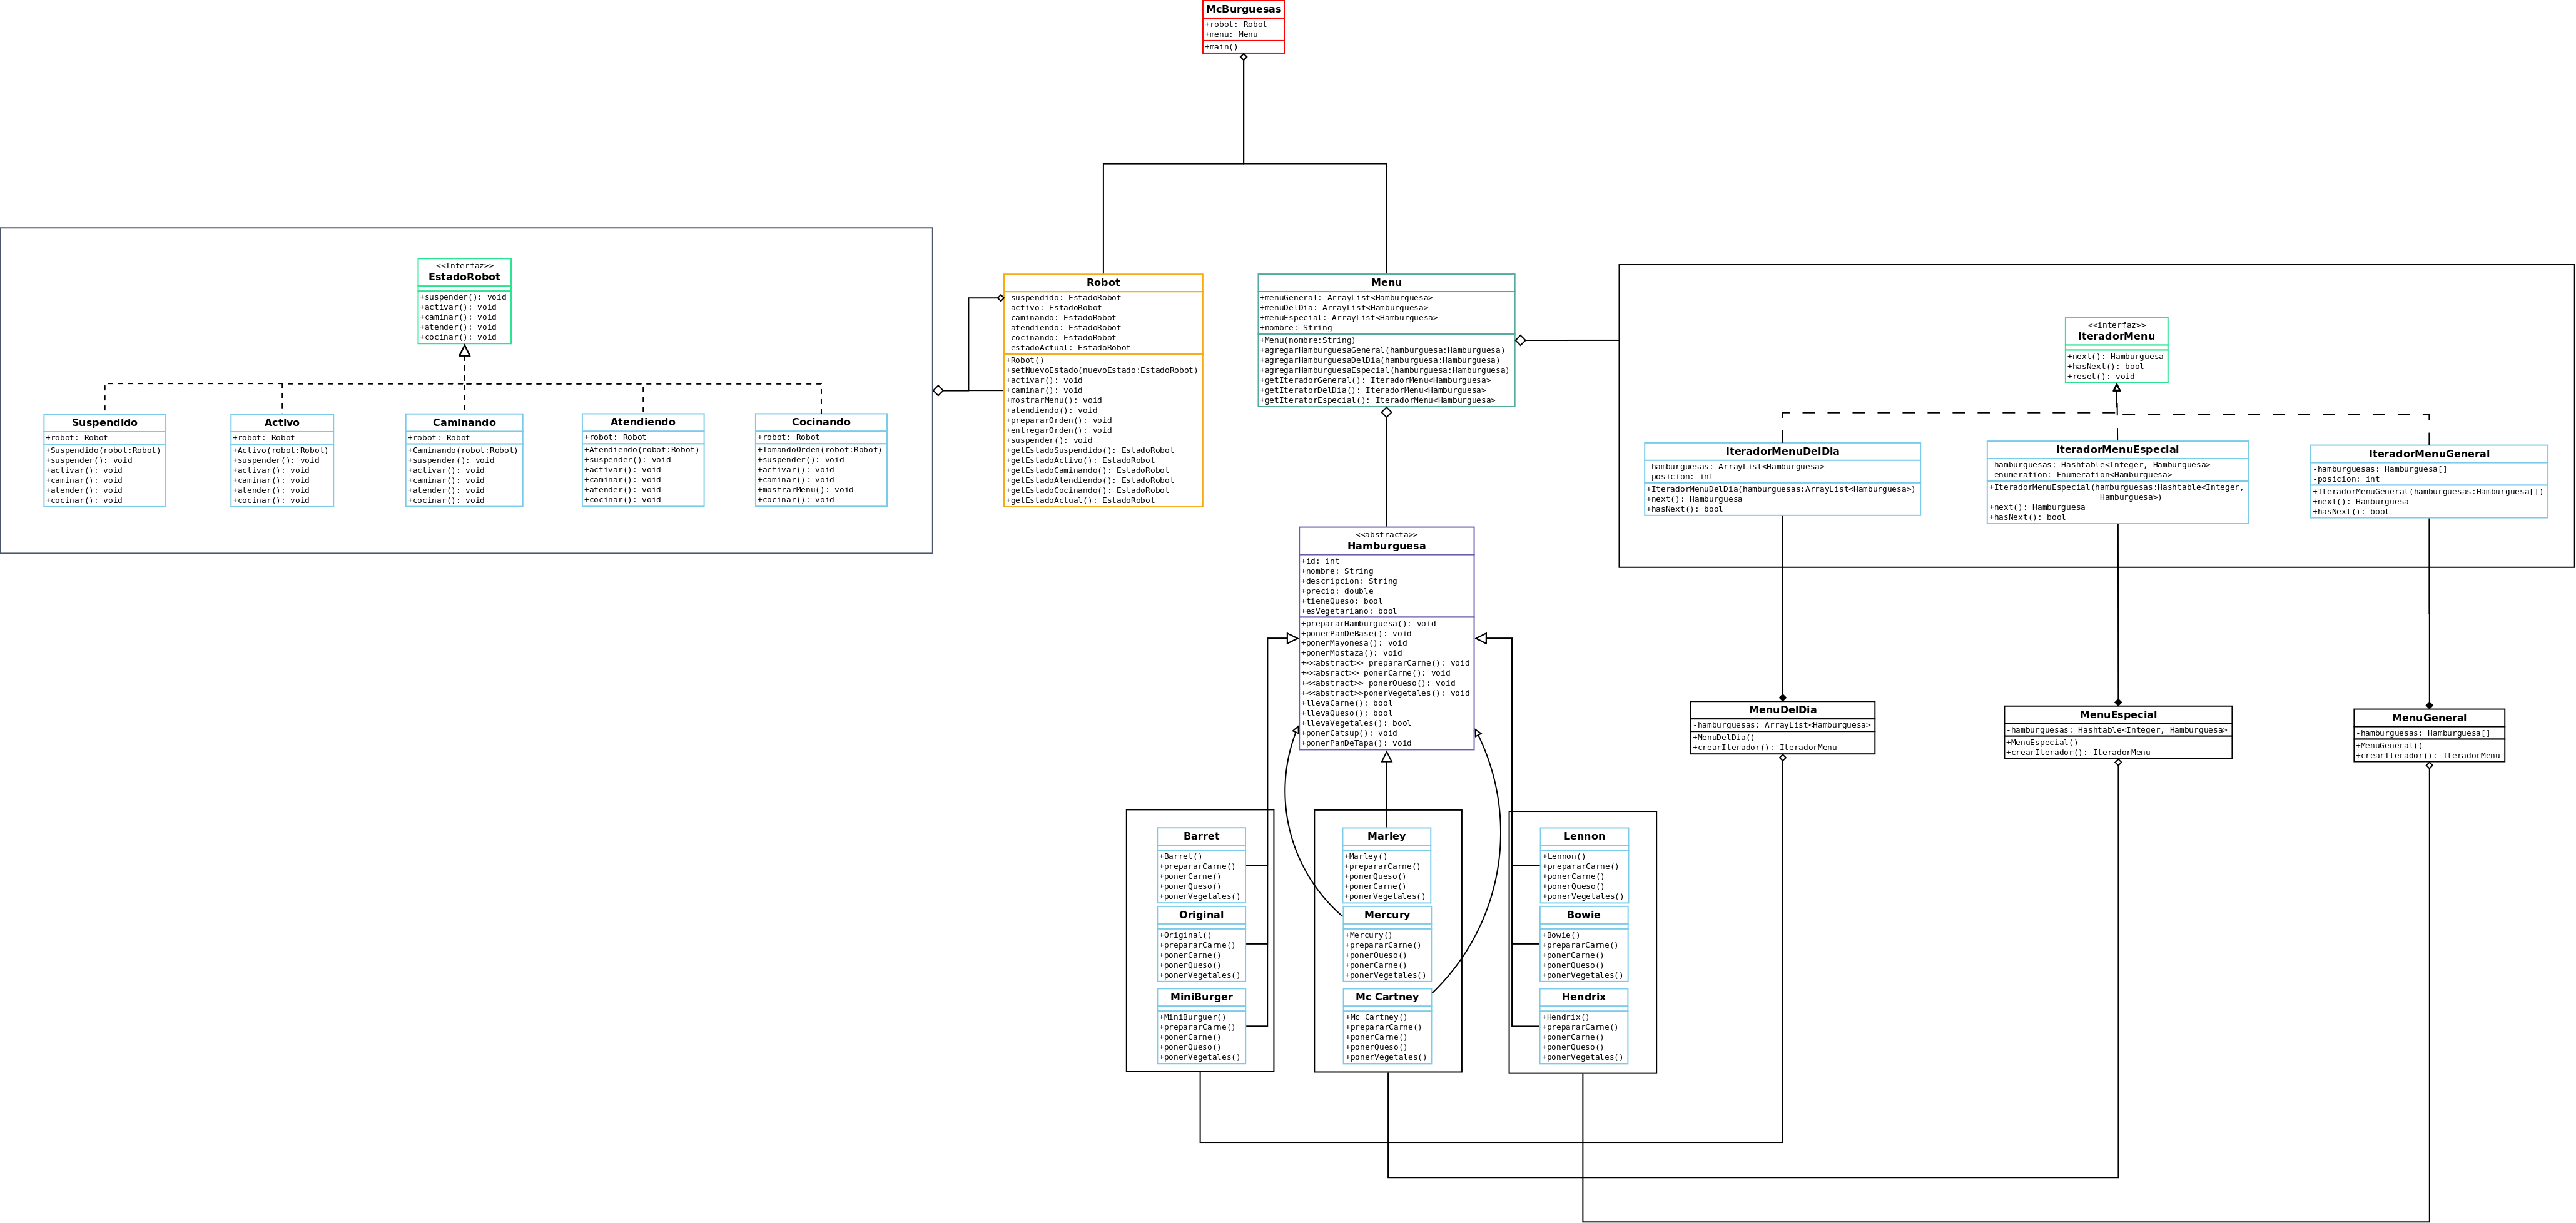 McBurguesas
+robot: Robot
+menu: Menu
+main()
<<Interfaz>>
EstadoRobot
+suspender(): void
+activar(): void
+caminar(): void
+atender(): void
+cocinar(): void
Suspendido
+robot: Robot
+Suspendido(robot:Robot)
+suspender(): void
+activar(): void
+caminar(): void
+atender(): void
+cocinar(): void
Activo
+robot: Robot
+Activo(robot:Robot)
+suspender(): void
+activar(): void
+caminar(): void
+atender(): void
+cocinar(): void
Caminando
+robot: Robot
+Caminando(robot:Robot)
+suspender(): void
+activar(): void
+caminar(): void
+atender(): void
+cocinar(): void
Atendiendo
+robot: Robot
+Atendiendo(robot:Robot)
+suspender(): void
+activar(): void
+caminar(): void
+atender(): void
+cocinar(): void
Cocinando
+robot: Robot
+TomandoOrden(robot:Robot)
+suspender(): void
+activar(): void
+caminar(): void
+mostrarMenu(): void
+cocinar(): void
Robot
-suspendido: EstadoRobot
-activo: EstadoRobot
-caminando: EstadoRobot
-atendiendo: EstadoRobot
-cocinando: EstadoRobot
-estadoActual: EstadoRobot
+Robot()
+setNuevoEstado(nuevoEstado:EstadoRobot)
+activar(): void
+caminar(): void
+mostrarMenu(): void
+atendiendo(): void
+prepararOrden(): void
+entregarOrden(): void
+suspender(): void
+getEstadoSuspendido(): EstadoRobot
+getEstadoActivo(): EstadoRobot
+getEstadoCaminando(): EstadoRobot
+getEstadoAtendiendo(): EstadoRobot
+getEstadoCocinando(): EstadoRobot
+getEstadoActual(): EstadoRobot
Menu
+menuGeneral: ArrayList<Hamburguesa>
+menuDelDia: ArrayList<Hamburguesa>
+menuEspecial: ArrayList<Hamburguesa>
+nombre: String
+Menu(nombre:String)
+agregarHamburguesaGeneral(hamburguesa:Hamburguesa)
+agregarHamburguesaDelDia(hamburguesa:Hamburguesa)
+agregarHamburguesaEspecial(hamburguesa:Hamburguesa)
+getIteradorGeneral(): IteradorMenu<Hamburguesa>
+getIteratorDelDia(): IteradorMenu<Hamburguesa>
+getIteratorEspecial(): IteradorMenu<Hamburguesa>
<<interfaz>>
IteradorMenu
+next(): Hamburguesa
+hasNext(): bool
+reset(): void
IteradorMenuDelDia
-hamburguesas: ArrayList<Hamburguesa>
-posicion: int
+IteradorMenuDelDia(hamburguesas:ArrayList<Hamburguesa>)
+next(): Hamburguesa
+hasNext(): bool
IteradorMenuEspecial
-hamburguesas: Hashtable<Integer, Hamburguesa>
-enumeration: Enumeration<Hamburguesa>
+IteradorMenuEspecial(hamburguesas:Hashtable<Integer,
Hamburguesa>)
+next(): Hamburguesa
+hasNext(): bool
IteradorMenuGeneral
-hamburguesas: Hamburguesa[]
-posicion: int
+IteradorMenuGeneral(hamburguesas:Hamburguesa[])
+next(): Hamburguesa
+hasNext(): bool
<<abstracta>>
Hamburguesa
+id: int
+nombre: String
+descripcion: String
+precio: double
+tieneQueso: bool
+esVegetariano: bool
+prepararHamburguesa(): void
+ponerPanDeBase(): void
+ponerMayonesa(): void
+ponerMostaza(): void
+<<abstract>> prepararCarne(): void
+<<absract>> ponerCarne(): void
+<<abstract>> ponerQueso(): void
+<<abstract>>ponerVegetales(): void
+llevaCarne(): bool
+llevaQueso(): bool
+llevaVegetales(): bool
+ponerCatsup(): void
+ponerPanDeTapa(): void
MenuDelDia
-hamburguesas: ArrayList<Hamburguesa>
+MenuDelDia()
+crearIterador(): IteradorMenu
MenuEspecial
-hamburguesas: Hashtable<Integer, Hamburguesa>
+MenuEspecial()
+crearIterador(): IteradorMenu
MenuGeneral
-hamburguesas: Hamburguesa[]
+MenuGeneral()
+crearIterador(): IteradorMenu
Barret
+Barret()
+prepararCarne()
+ponerCarne()
+ponerQueso()
+ponerVegetales()
Original
+Original()
+prepararCarne()
+ponerCarne()
+ponerQueso()
+ponerVegetales()
MiniBurger
+MiniBurguer()
+prepararCarne()
+ponerCarne()
+ponerQueso()
+ponerVegetales()
Marley
+Marley()
+prepararCarne()
+ponerQueso()
+ponerCarne()
+ponerVegetales()
Mercury
+Mercury()
+prepararCarne()
+ponerQueso()
+ponerCarne()
+ponerVegetales()
Mc Cartney
+Mc Cartney()
+prepararCarne()
+ponerCarne()
+ponerQueso()
+ponerVegetales()
Lennon
+Lennon()
+prepararCarne()
+ponerCarne()
+ponerQueso()
+ponerVegetales()
Bowie
+Bowie()
+prepararCarne()
+ponerCarne()
+ponerQueso()
+ponerVegetales()
Hendrix
+Hendrix()
+prepararCarne()
+ponerCarne()
+ponerQueso()
+ponerVegetales()